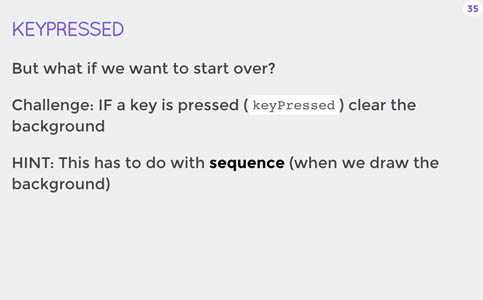 35
KEYPRESSED
But what if we want to start over?
Challenge: IF a key is pressed ( keyPressed ) clear the
background
HINT: This has to do with sequence (when we draw the
background)